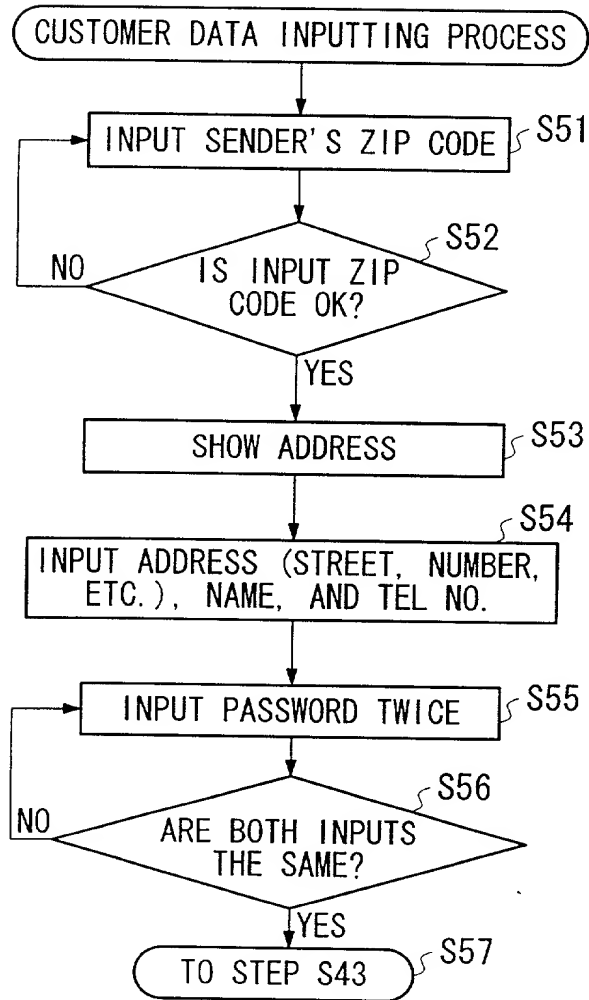 CUSTOMER DATA INPUTTING PROCESS
INPUT SENDER'S ZIP CODE
S51
S52
NO
IS INPUT ZIP
CODE OK?
YES
SHOW ADDRESS
S53
S54
INPUT ADDRESS (STREET, NUMBER,
ETC.), NAME, AND TEL NO.
INPUT PASSWORD TWICE
S55
S56
NO
ARE BOTH INPUTS
THE SAME?
YES
TO STEP S43
S57